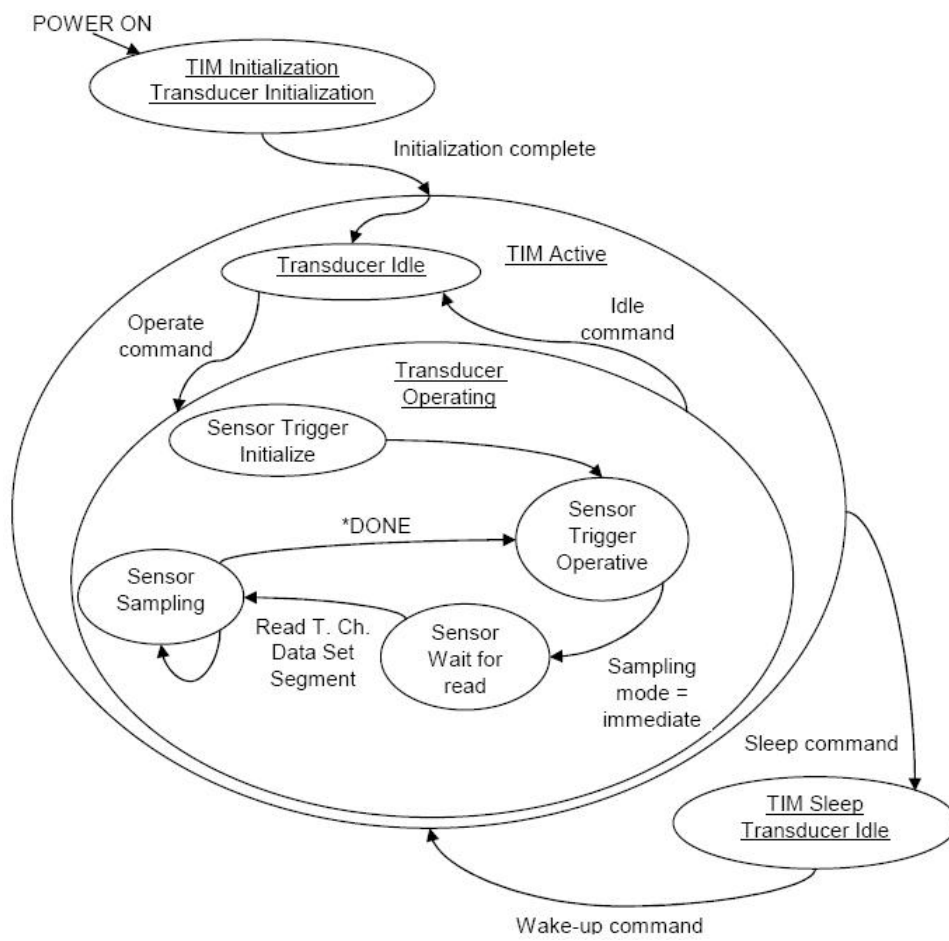 POWER ON
TIM Initialization
Transducer Initialization
Initialization complete
Transducer Idle
TIM Active
Operate
command
Idle
command
Transducer
Operating
Sensor Trigger
Initialize
*DONE
Sensor
Trigger
Operative
Sensor
Sampling
Read T. Ch.
Data Set
Segment
Sensor
Wait for
read
Sampling
mode =
immediate
Sleep command
TIM Sleep
Transducer Idle
Wake-up command